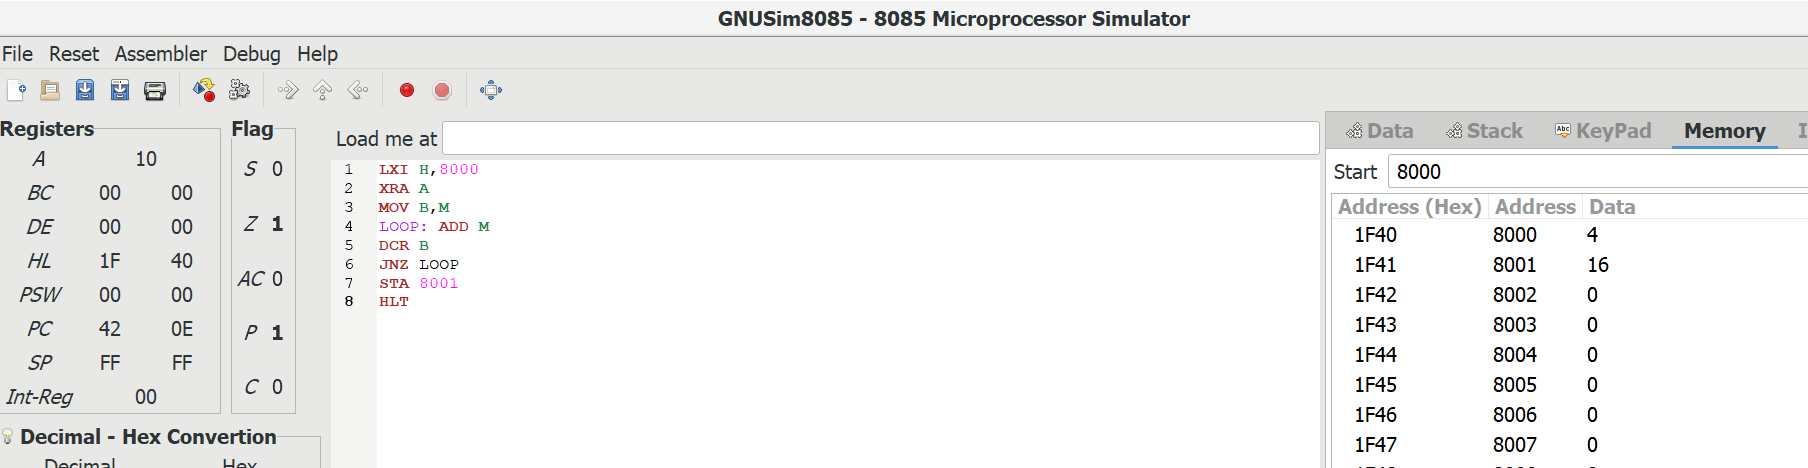 GNUSim8085 - 8085 Microprocessor Simulator
File Reset Assembler Debug Help
Registers
A 10
BC 00 00
DE 00 00
HL 1F 40
PSW 00 00
PC 42 0E
SP FF FF
Int-Reg 00
Flag
S 0
Z 1
AC 0
P 1
C 0
Decimal - Hex Convertion
Decimal Hex
Load me at
1 LXI H,8000
2 XRA A
3 MOV B,M
4 LOOP: ADD M
5 DCR B
6 JNZ LOOP
7 STA 8001
8 HLT
Data Stack Abc KeyPad Memory
Start 8000
Address (Hex) Address Data
1F40 8000 4
1F41 8001 16
1F42 8002 0
1F43 8003 0
1F44 8004 0
1F45 8005 0
1F46 8006 0
1F47 8007 0